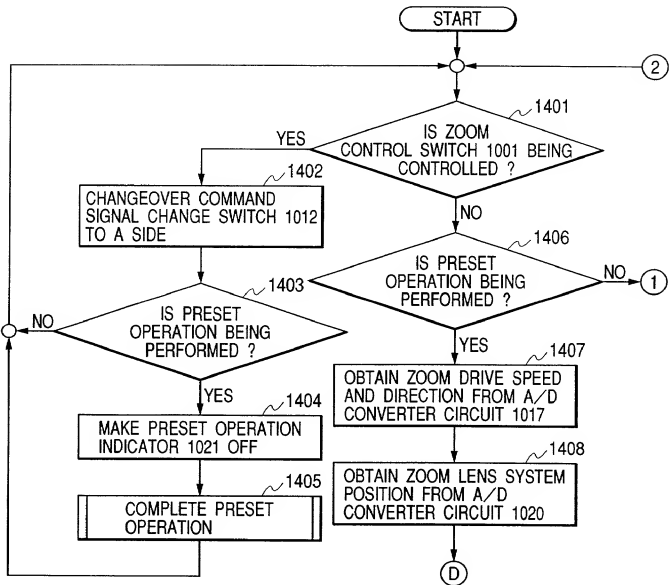 START
2
1401
IS ZOOM
CONTROL SWITCH 1001 BEING
CONTROLLED ?
YES
NO
1402
CHANGEOVER COMMAND
SIGNAL CHANGE SWITCH 1012
TO A SIDE
1403
IS PRESET
OPERATION BEING
PERFORMED ?
NO
YES
1404
MAKE PRESET OPERATION
INDICATOR 1021 OFF
1405
COMPLETE PRESET
OPERATION
1406
IS PRESET
OPERATION BEING
PERFORMED ?
NO
1
YES
1407
OBTAIN ZOOM DRIVE SPEED
AND DIRECTION FROM A/D
CONVERTER CIRCUIT 1017
1408
OBTAIN ZOOM LENS SYSTEM
POSITION FROM A/D
CONVERTER CIRCUIT 1020
D